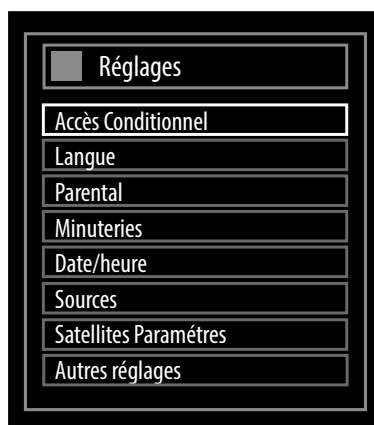 Réglages
Accès Conditionnel
Langue
Parental
Minuteries
Date/heure
Sources
Satellites Paramétres
Autres réglages